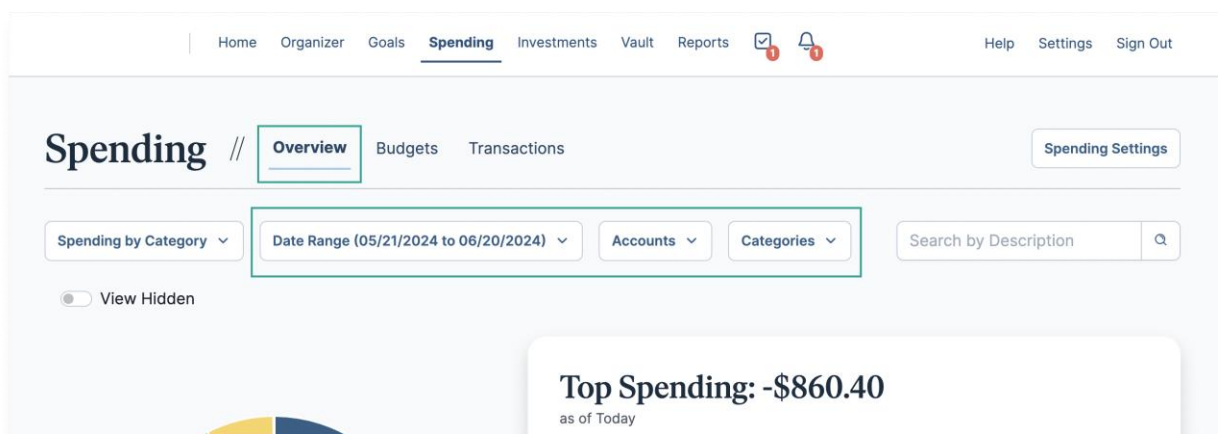 Home Organizer Goals Spending Investments Vault Reports 1 1 Help Settings Sign Out
Spending // Overview Budgets Transactions Spending Settings
Spending by Category Date Range (05/21/2024 to 06/20/2024) Accounts Categories Search by Description
View Hidden
Top Spending: -$860.40
as of Today